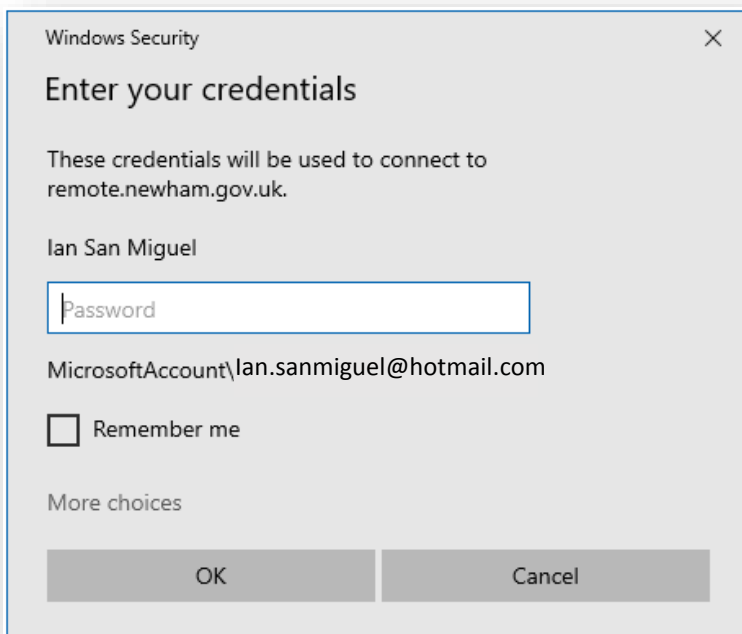 Windows Security
Enter your credentials
These credentials will be used to connect to
remote.newham.gov.uk.
Ian San Miguel
Password
MicrosoftAccount\Ian.sanmiguel@hotmail.com
Remember me
More choices
OK Cancel